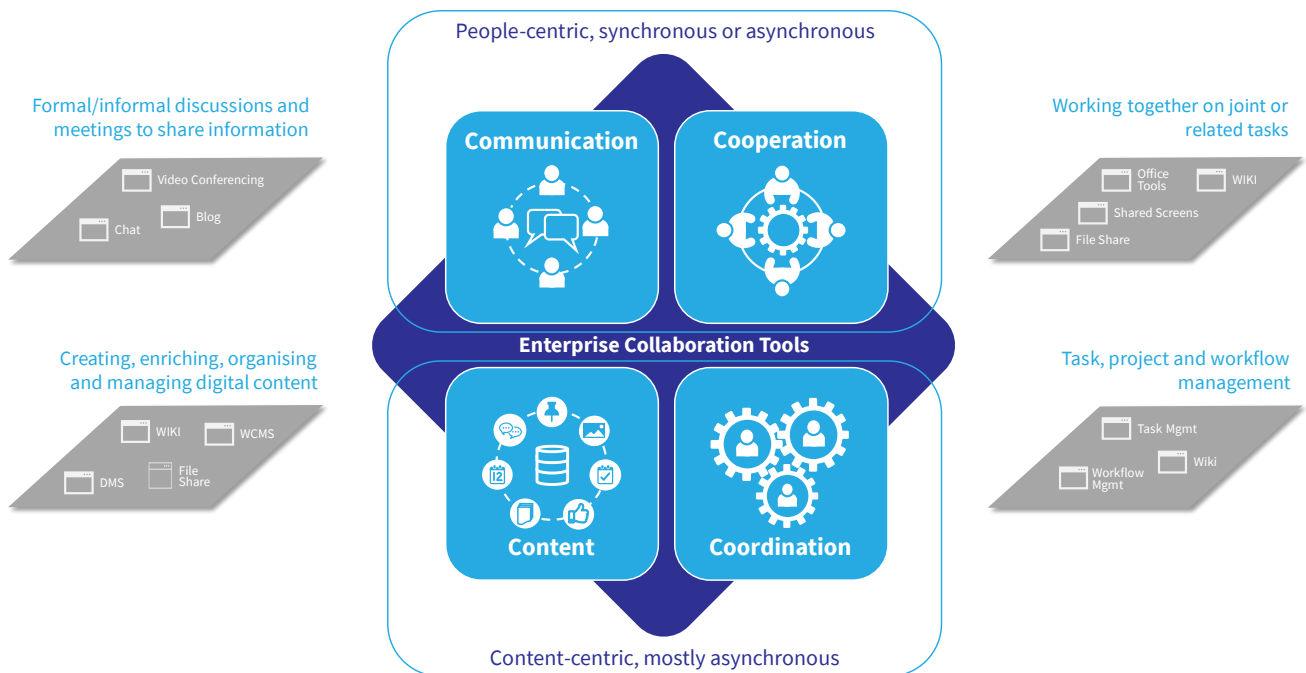 People-centric, synchronous or asynchronous
Formal/informal discussions and
meetings to share information
Video Conferencing
Blog
Chat
Communication
Cooperation
Working together on joint or
related tasks
Office
Tools
WIKI
Shared Screens
File Share
Enterprise Collaboration Tools
Creating, enriching, organising
and managing digital content
WIKI
WCMS
DMS
File
Share
12
Content
Coordination
Task, project and workflow
management
Task Mgmt
Wiki
Workflow
Mgmt
Content-centric, mostly asynchronous